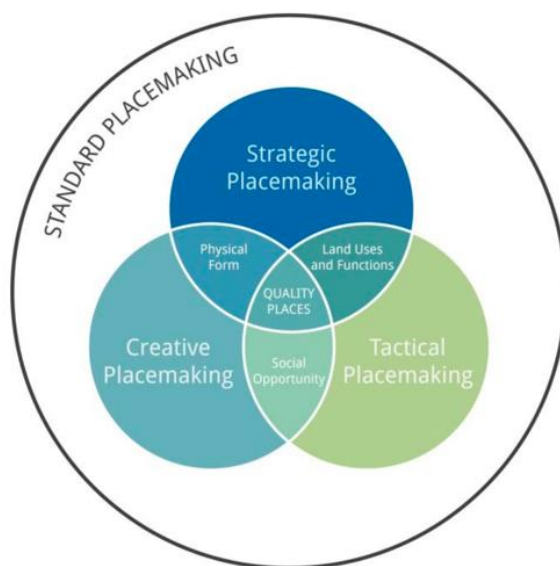 STANDARD PLACEMAKING
Strategic
Placemaking
Physical
Form
Land Uses
and Functions
QUALITY
PLACES
Creative
Placemaking
Social
Opportunity
Tactical
Placemaking